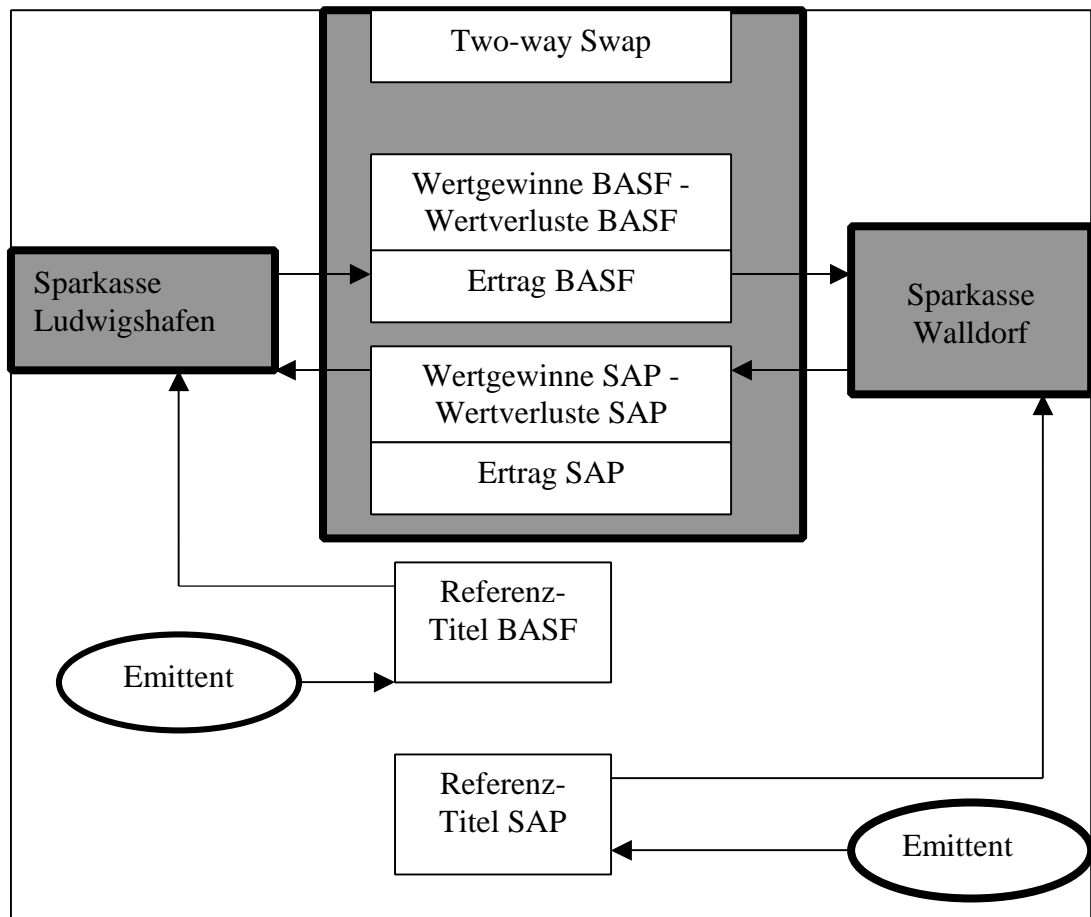 Two-way Swap
Wertgewinne BASF -
Wertverluste BASF
Ertrag BASF
Sparkasse
Ludwigshafen
Sparkasse
Walldorf
Wertgewinne SAP -
Wertverluste SAP
Ertrag SAP
Referenz-
Titel BASF
Emittent
Referenz-
Titel SAP
Emittent